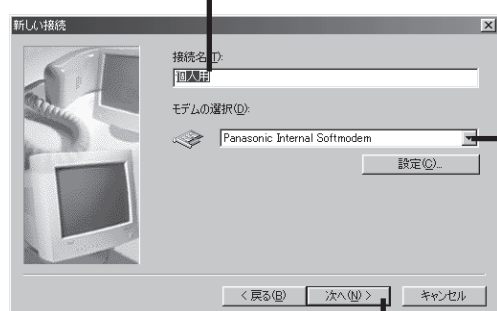 新しい接続
接続名(T):
個人用
モデムの選択(D):
Panasonic Internal Softmodem
設定(C)...
< 戻る(B)
次へ(N) >
キャンセル